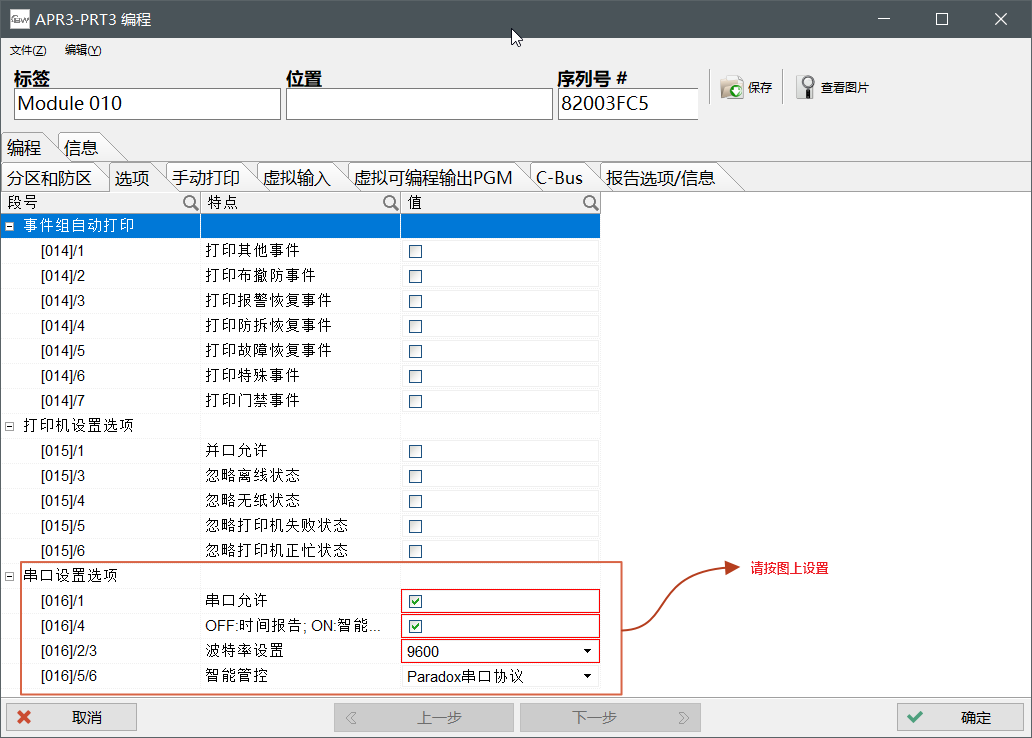 APR3-PRT3 编程
文件(Z) 编辑(Y)
标签 位置 序列号 #
Module 010 82003FC5 保存 查看图片
编程 信息
分区和防区 选项 手动打印 虚拟输入 虚拟可编程输出PGM C-Bus 报告选项/信息
段号 特点 值
事件组自动打印
[014]/1 打印其他事件
[014]/2 打印布撤防事件
[014]/3 打印报警恢复事件
[014]/4 打印防拆恢复事件
[014]/5 打印故障恢复事件
[014]/6 打印特殊事件
[014]/7 打印门禁事件
打印机设置选项
[015]/1 并口允许
[015]/3 忽略离线状态
[015]/4 忽略无纸状态
[015]/5 忽略打印机失败状态
[015]/6 忽略打印机正忙状态
串口设置选项 请按图上设置
[016]/1 串口允许
[016]/4 OFF:时间报告; ON:智能...
[016]/2/3 波特率设置 9600
[016]/5/6 智能管控 Paradox串口协议
取消 上一步 下一步 确定